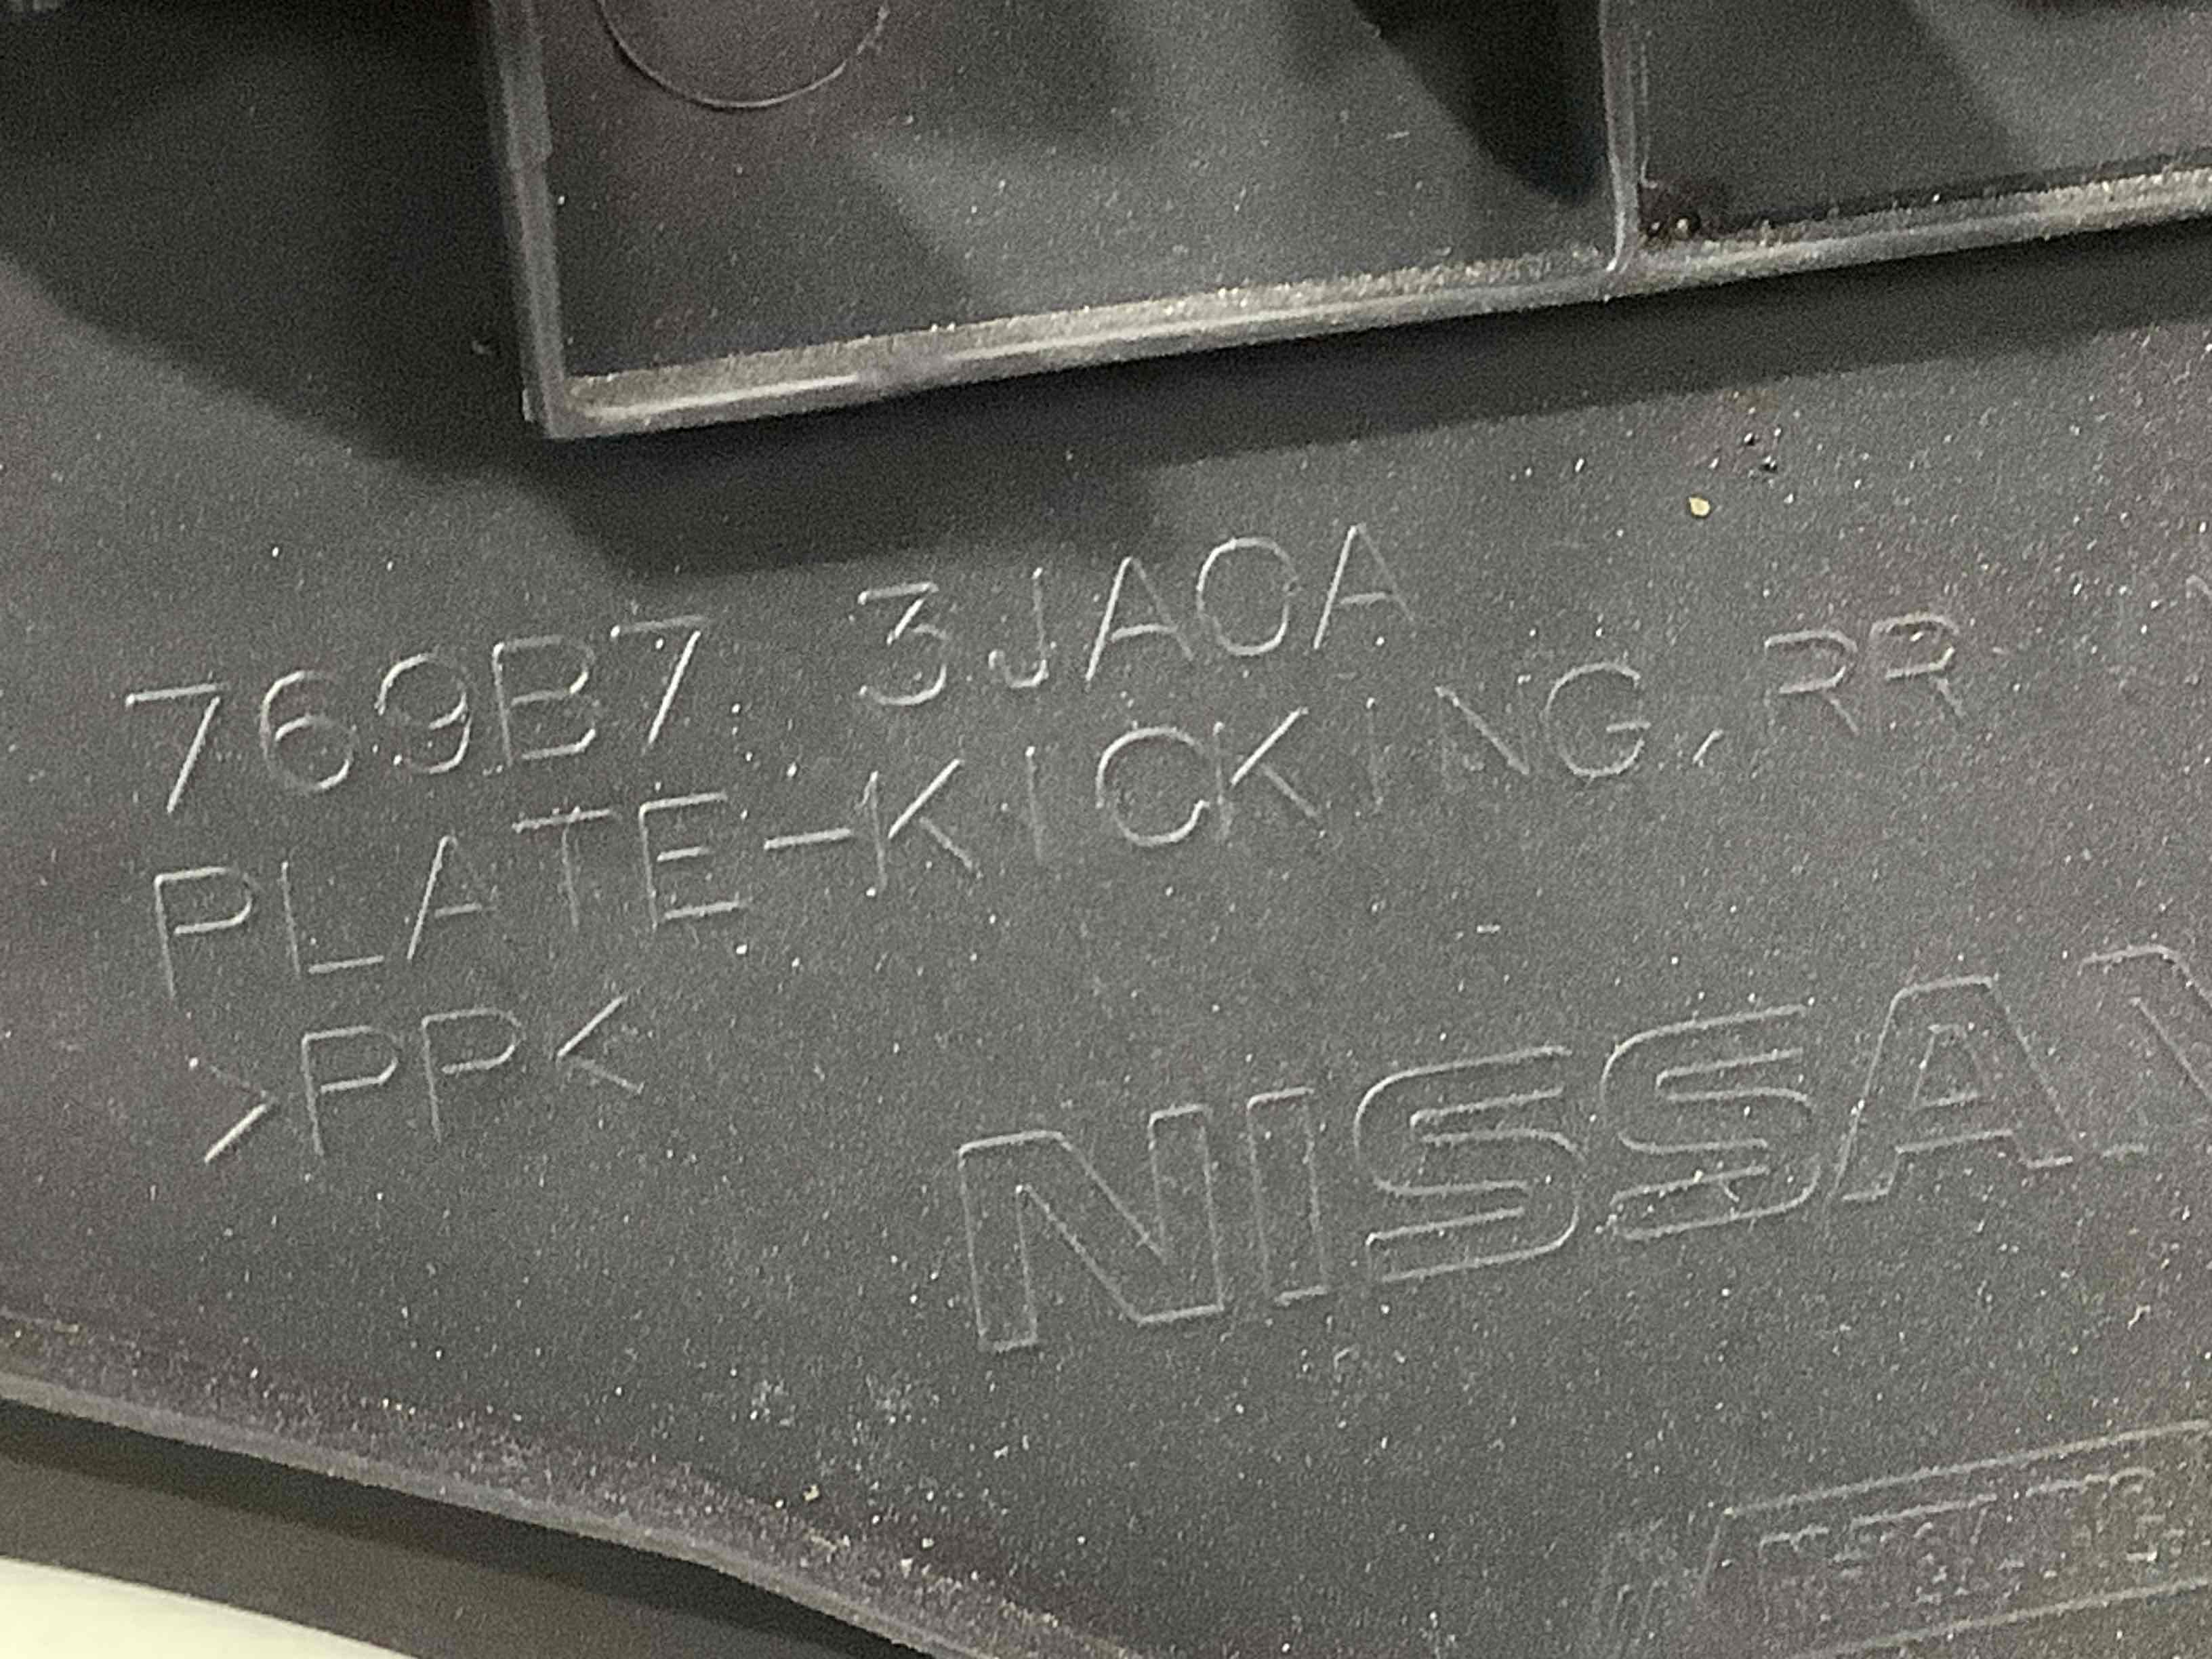 769B7 3JA0A
PLATE-KICKING,RR
>PP<
NISSAN